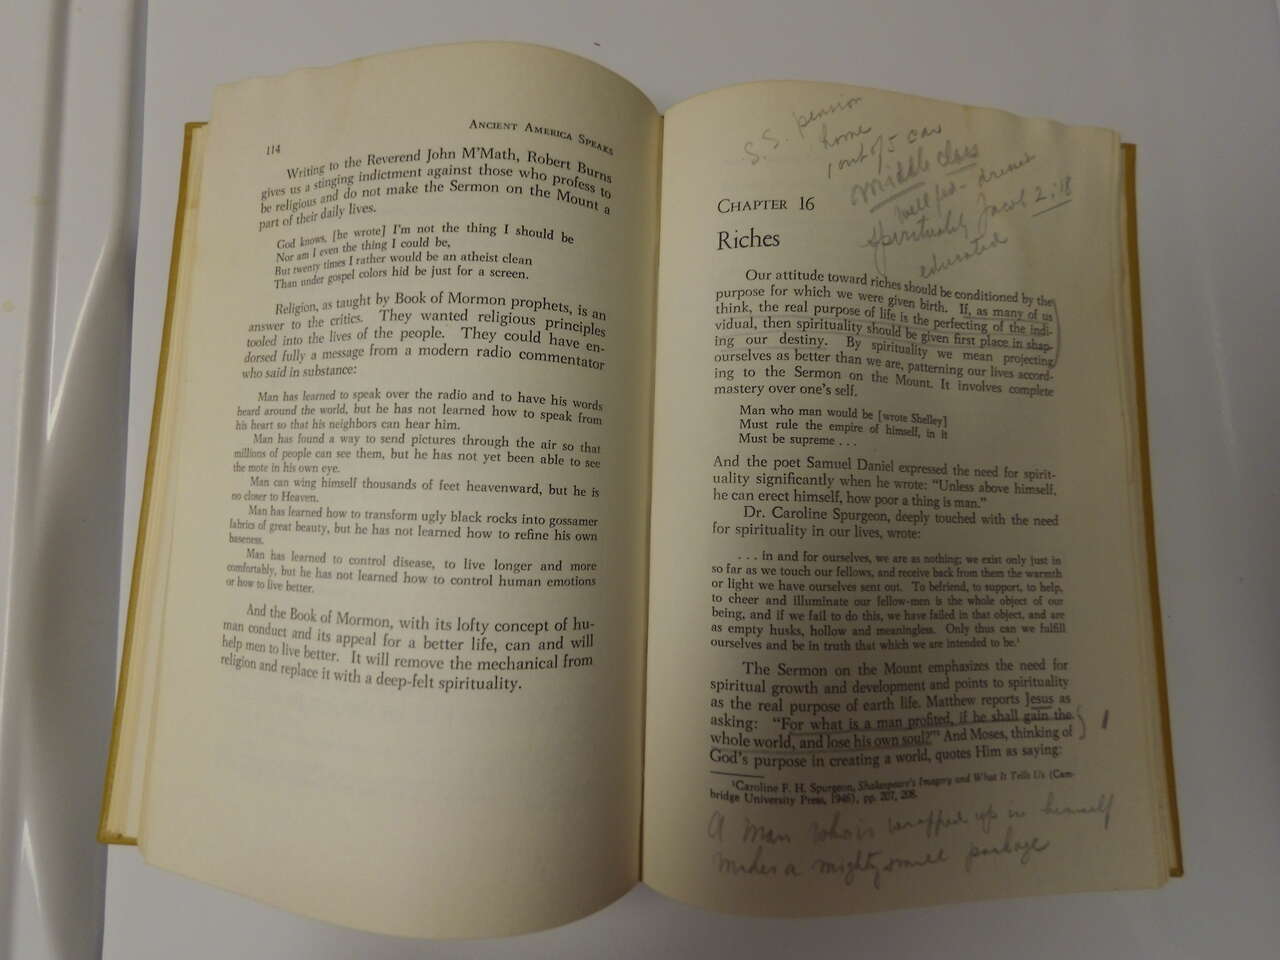 114
ANCIENT AMERICA SPEAKS
Writing to the Reverend John M'Math, Robert Burns
gives us a stinging indictment against those who profess to
be religious and do not make the Sermon on the Mount a
part of their daily lives.
God knows, [he wrote] I'm not the thing I should be
Nor am I even the thing I could be,
But twenty times I rather would be an atheist clean
Than under gospel colors hid be just for a screen.
Religion, as taught by Book of Mormon prophets, is an
answer to the critics. They wanted religious principles
tooled into the lives of the people. They could have en-
dorsed fully a message from a modern radio commentator
who said in substance:
Man has learned to speak over the radio and to have his words
heard around the world, but he has not learned how to speak from
his heart so that his neighbors can hear him.
Man has found a way to send pictures through the air so that
millions of people can see them, but he has not yet been able to see
the mote in his own eye.
Man can wing himself thousands of feet heavenward, but he is
no closer to Heaven.
Man has learned how to transform ugly black rocks into gossamer
fabrics of great beauty, but he has not learned how to refine his own
baseness.
Man has learned to control disease, to live longer and more
comfortably, but he has not learned how to control human emotions
or how to live better.
And the Book of Mormon, with its lofty concept of hu-
man conduct and its appeal for a better life, can and will
help men to live better. It will remove the mechanical from
religion and replace it with a deep-felt spirituality.
S.S. pension
home
1 out of 5 car
Middle class
well fed - dressed
Spirituality Jacob 2:18
educated
CHAPTER 16
Riches
Our attitude toward riches should be conditioned by the
purpose for which we were given birth. If, as many of us
think, the real purpose of life is the perfecting of the indi-
vidual, then spirituality should be given first place in shap-
ing our destiny. By spirituality we mean projecting
ourselves as better than we are, patterning our lives accord-
ing to the Sermon on the Mount. It involves complete
mastery over one's self.
Man who man would be [wrote Shelley]
Must rule the empire of himself, in it
Must be supreme . . .
And the poet Samuel Daniel expressed the need for spirit-
uality significantly when he wrote: "Unless above himself,
he can erect himself, how poor a thing is man."
Dr. Caroline Spurgeon, deeply touched with the need
for spirituality in our lives, wrote:
. . . in and for ourselves, we are as nothing; we exist only just in
so far as we touch our fellows, and receive back from them the warmth
or light we have ourselves sent out. To befriend, to support, to help,
to cheer and illuminate our fellow-men is the whole object of our
being, and if we fail to do this, we have failed in that object, and are
as empty husks, hollow and meaningless. Only thus can we fulfill
ourselves and be in truth that which we are intended to be.¹
The Sermon on the Mount emphasizes the need for
spiritual growth and development and points to spirituality
as the real purpose of earth life. Matthew reports Jesus as
asking: "For what is a man profited, if he shall gain the
whole world, and lose his own soul?" And Moses, thinking of
God's purpose in creating a world, quotes Him as saying:
¹Caroline F. H. Spurgeon, Shakespeare's Imagery and What It Tells Us (Cam-
bridge University Press, 1946), pp. 207, 208.
A man who is wrapped up in himself
makes a mighty small package